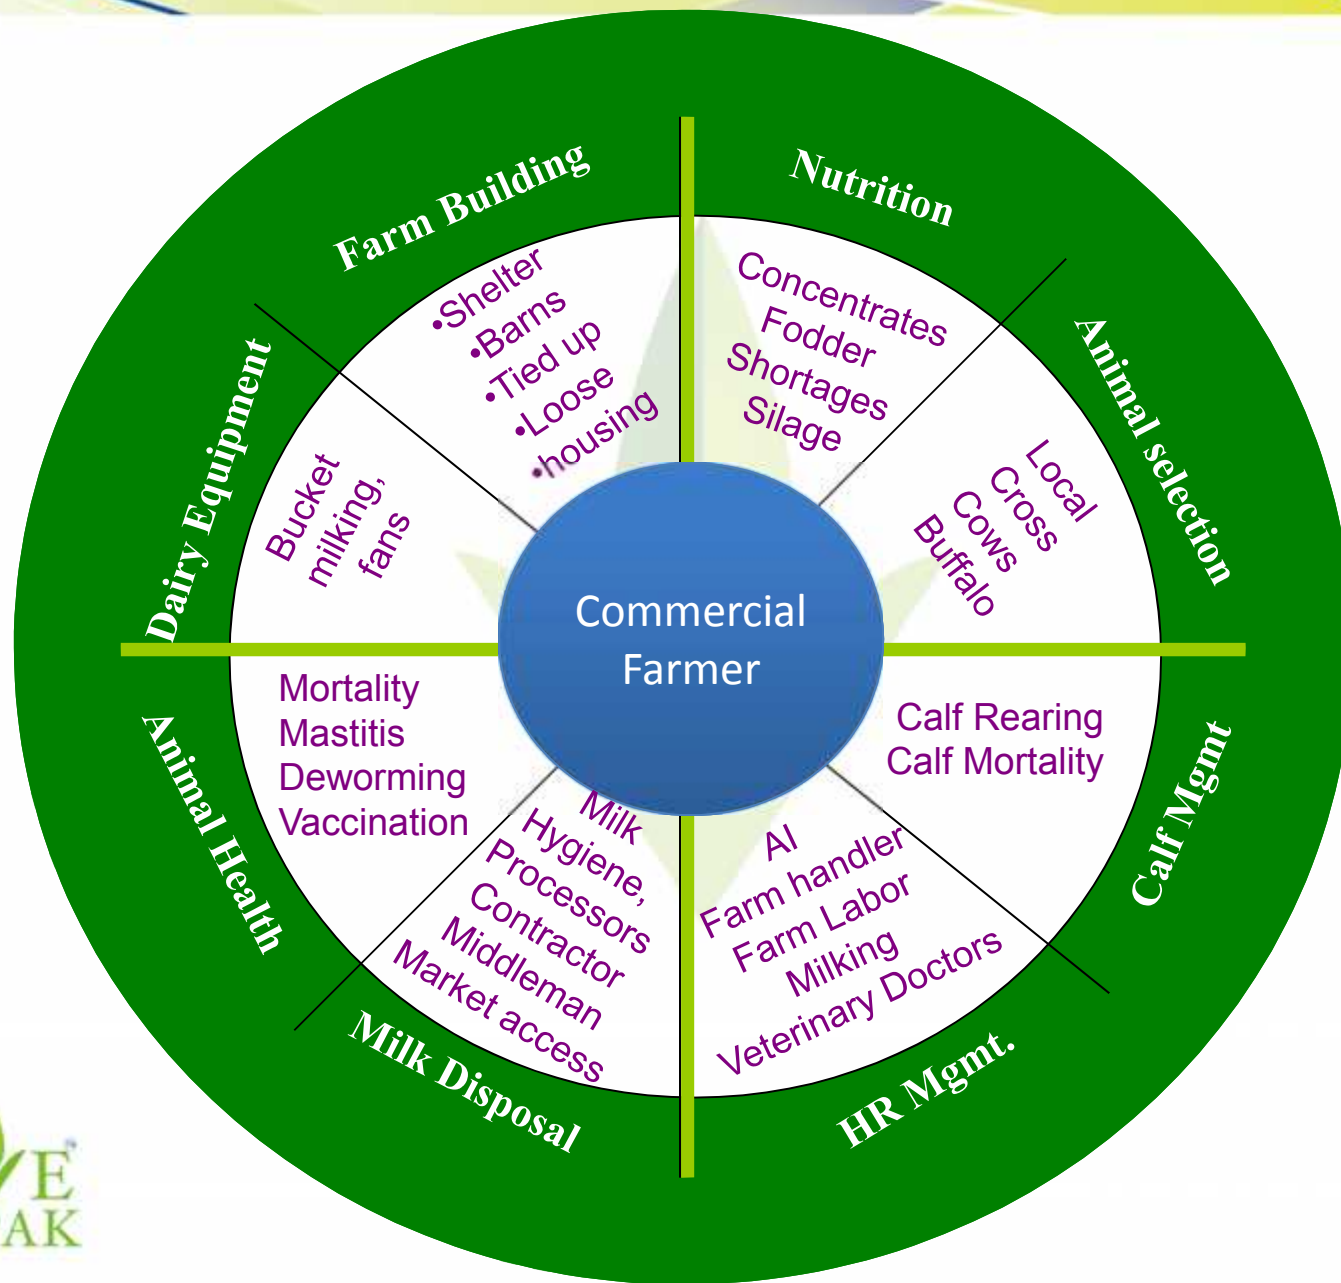 Farm Building
•Shelter
•Barns
•Tied up
•Loose
•housing
Nutrition
Concentrates
Fodder
Shortages
Silage
Animal selection
Local
Cross
Cows
Buffalo
Calf Mgmt
Calf Rearing
Calf Mortality
HR Mgmt.
AI
Farm handler
Farm Labor
Milking
Veterinary Doctors
Milk Disposal
Milk
Hygiene,
Processors
Contractor
Middleman
Market access
Animal Health
Mortality
Mastitis
Deworming
Vaccination
Dairy Equipment
Bucket
milking,
fans
Commercial
Farmer